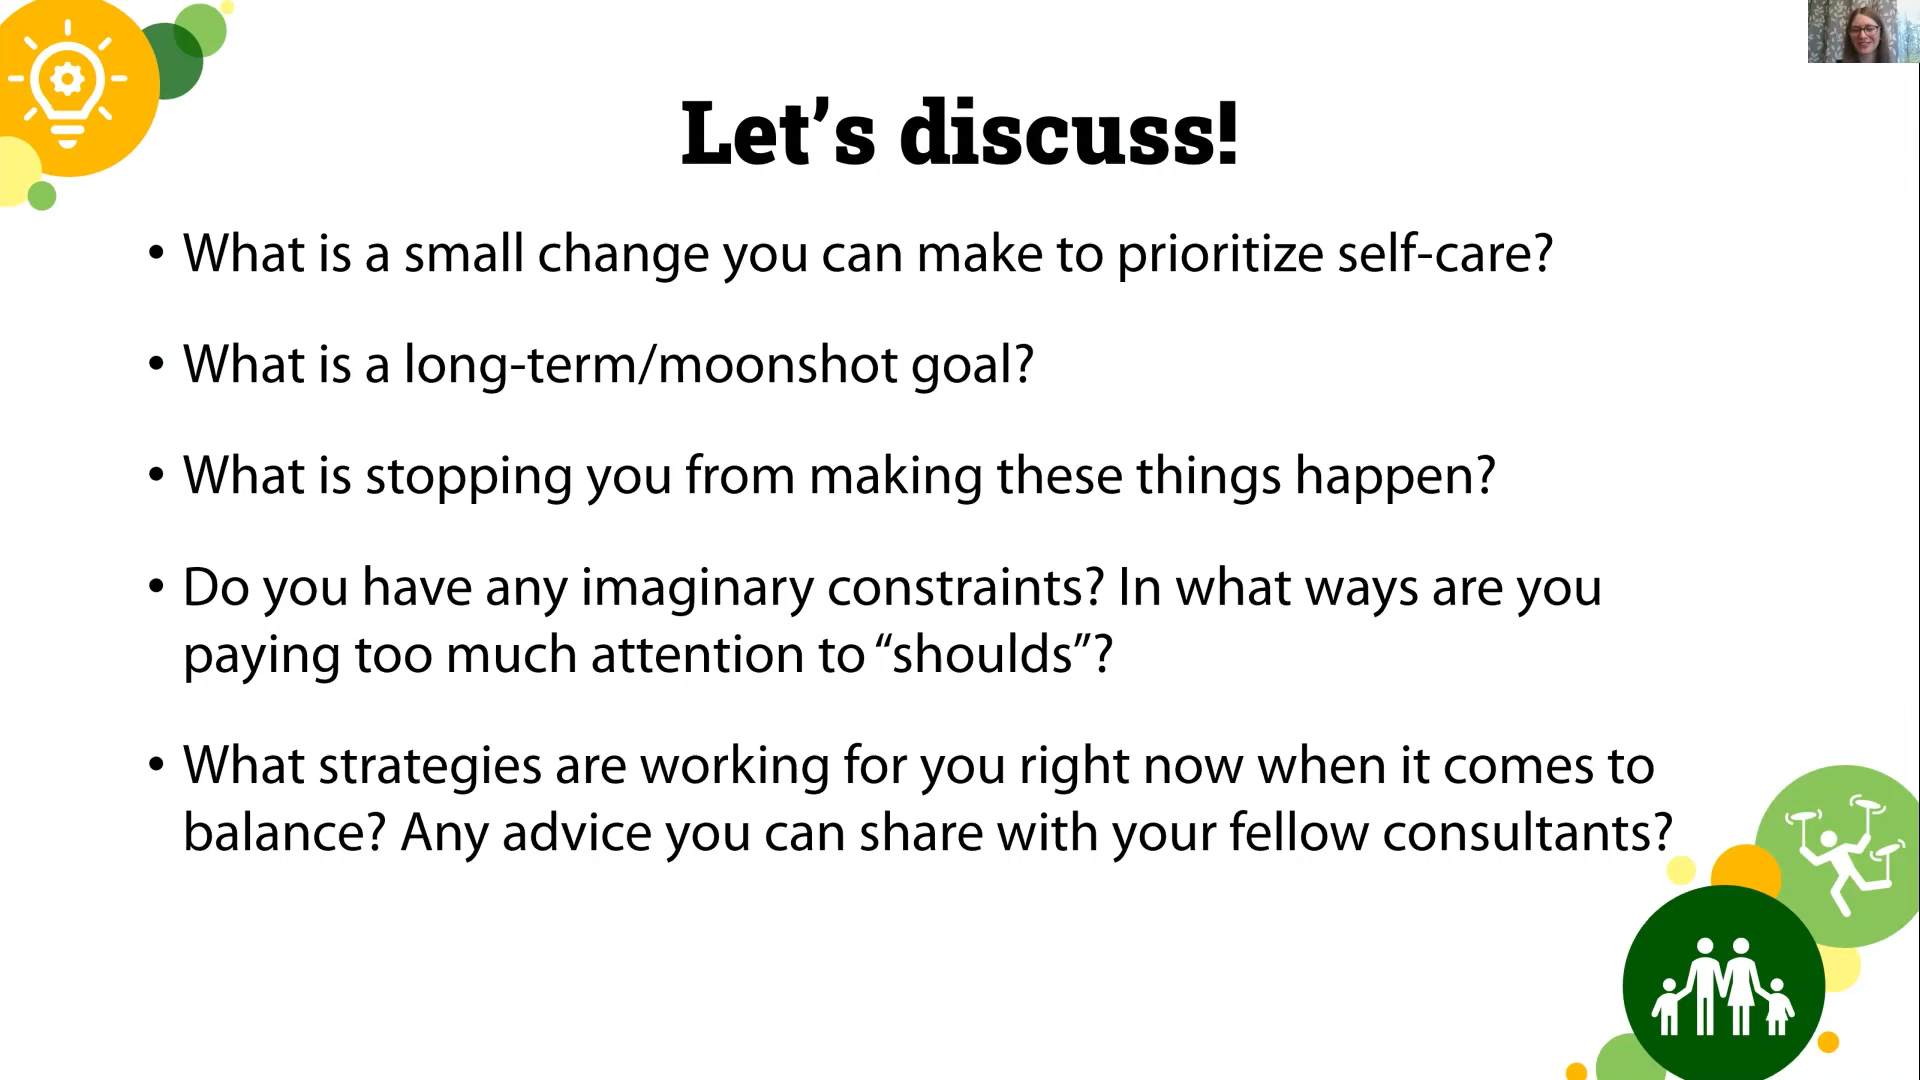 Let’s discuss!
• What is a small change you can make to prioritize self-care?
• What is a long-term/moonshot goal?
• What is stopping you from making these things happen?
• Do you have any imaginary constraints? In what ways are you
paying too much attention to “shoulds”?
• What strategies are working for you right now when it comes to
balance? Any advice you can share with your fellow consultants?